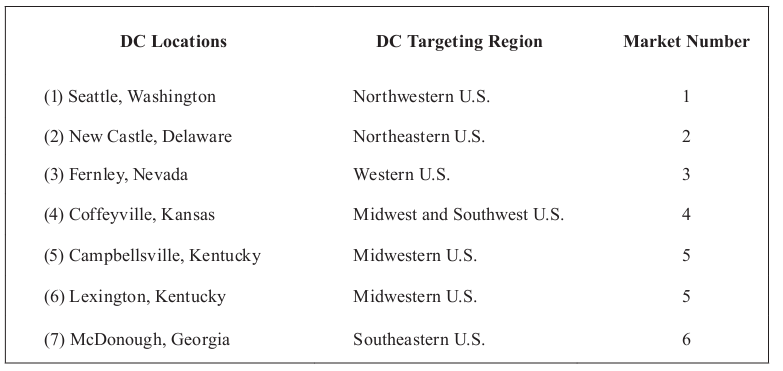 DC Locations DC Targeting Region Market Number
(1) Seattle, Washington Northwestern U.S. 1
(2) New Castle, Delaware Northeastern U.S. 2
(3) Fernley, Nevada Western U.S. 3
(4) Coffeyville, Kansas Midwest and Southwest U.S. 4
(5) Campbellsville, Kentucky Midwestern U.S. 5
(6) Lexington, Kentucky Midwestern U.S. 5
(7) McDonough, Georgia Southeastern U.S. 6